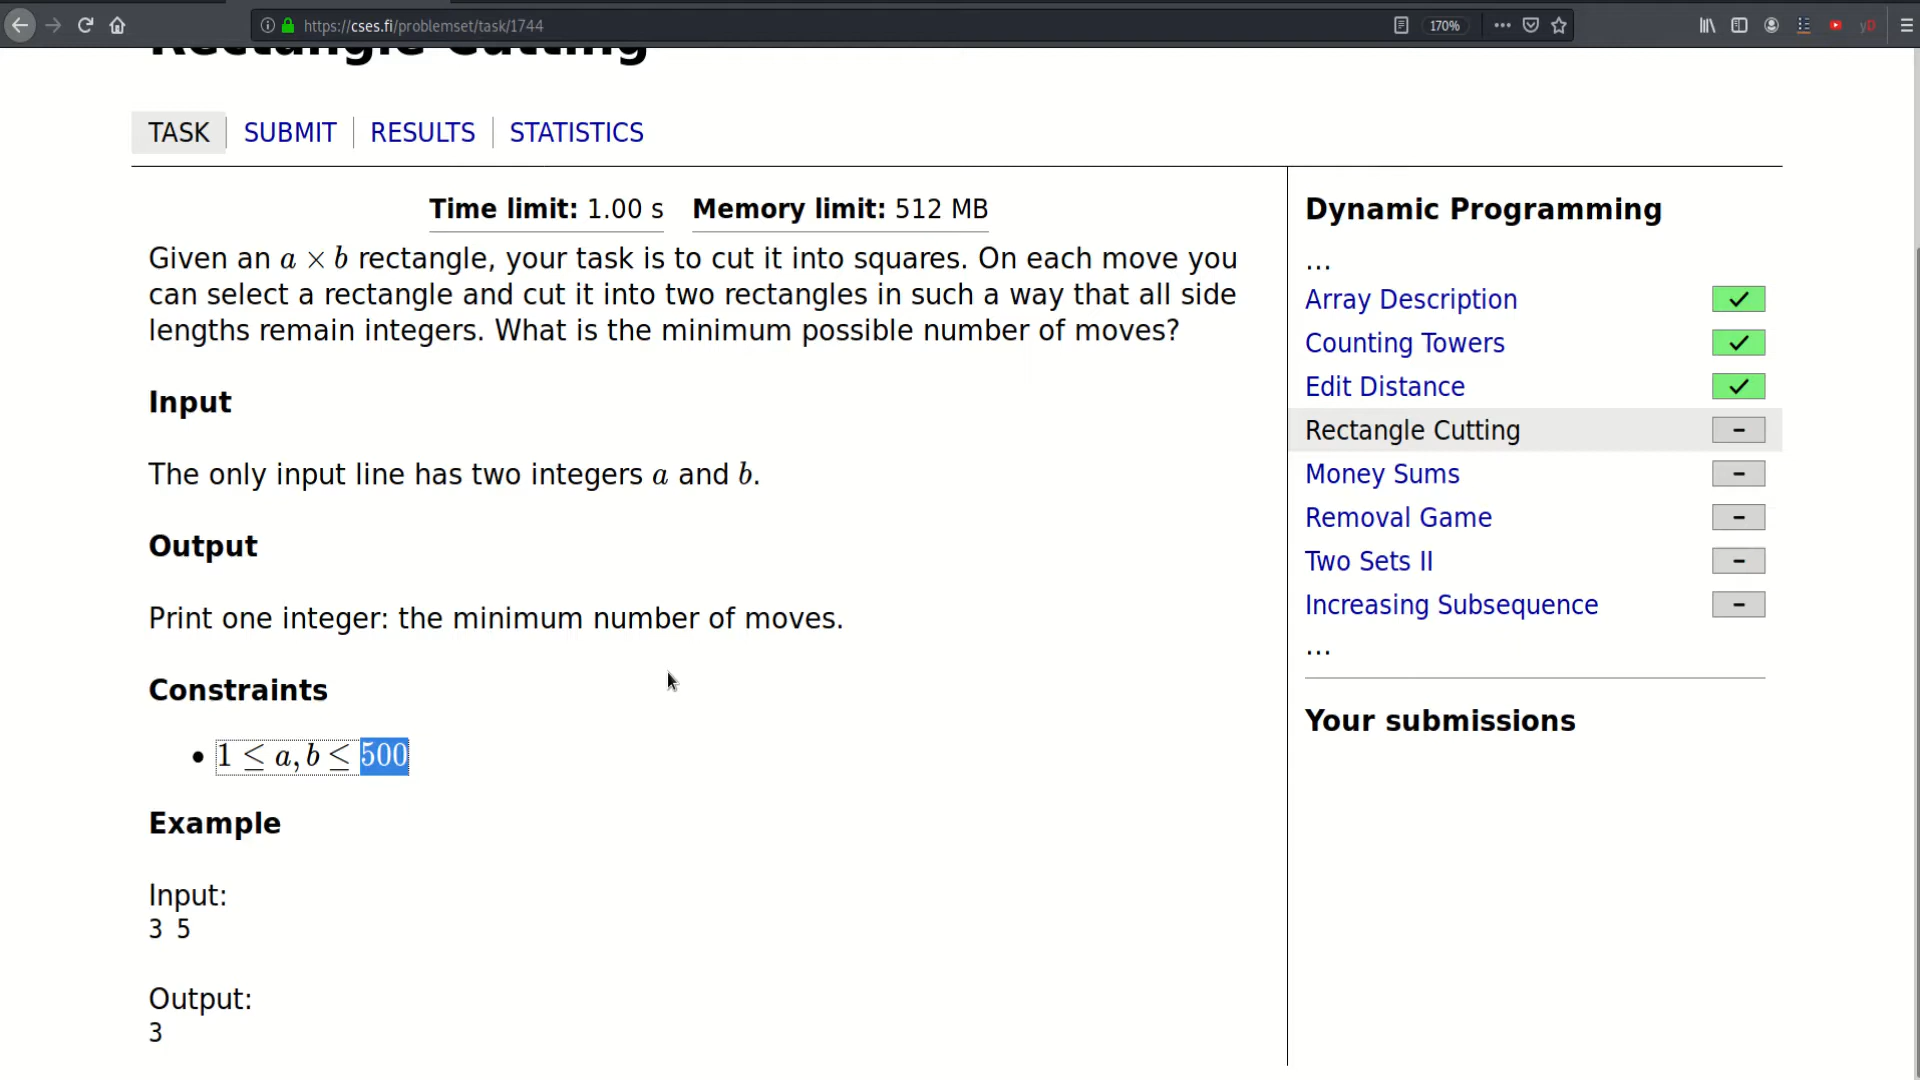 https://cses.fi/problemset/task/1744
170%
Rectangle Cutting
TASK
SUBMIT
RESULTS
STATISTICS
Time limit: 1.00 s Memory limit: 512 MB
Given an a × b rectangle, your task is to cut it into squares. On each move you
can select a rectangle and cut it into two rectangles in such a way that all side
lengths remain integers. What is the minimum possible number of moves?
Input
The only input line has two integers a and b.
Output
Print one integer: the minimum number of moves.
Constraints
• 1 ≤ a, b ≤ 500
Example
Input:
3 5
Output:
3
Dynamic Programming
...
Array Description
Counting Towers
Edit Distance
Rectangle Cutting
Money Sums
Removal Game
Two Sets II
Increasing Subsequence
...
Your submissions